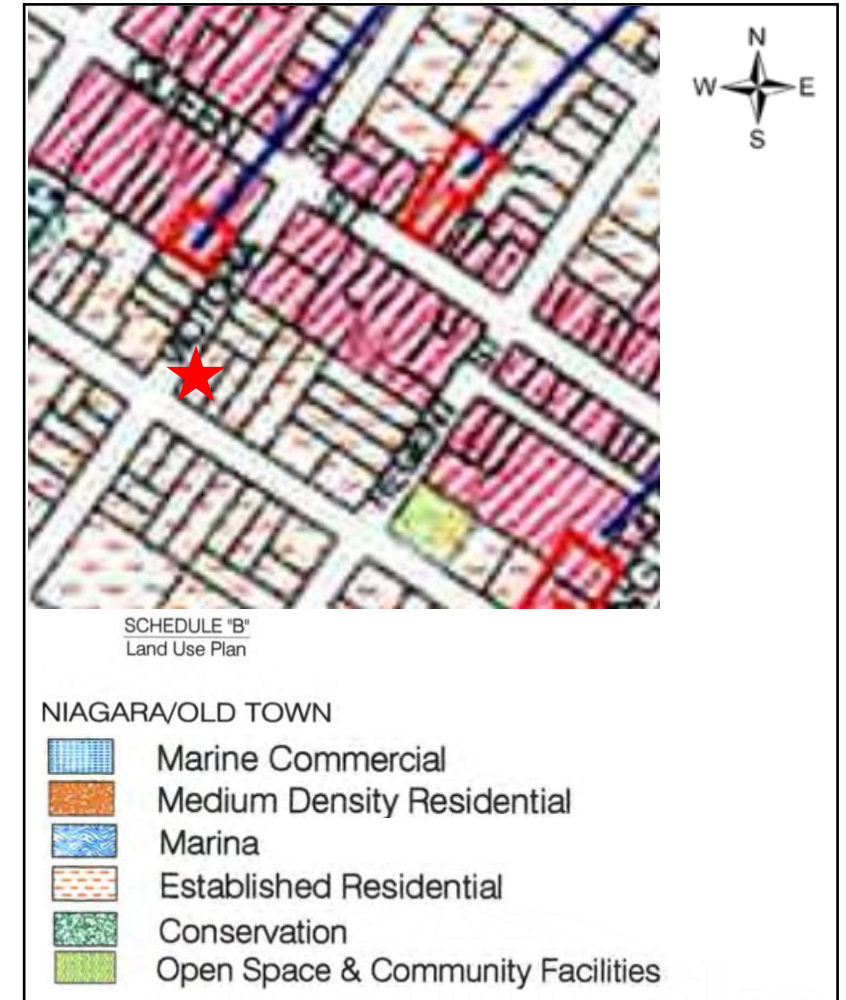 N
W E
S
QUEEN
SCHEDULE "B"
Land Use Plan
NIAGARA/OLD TOWN
Marine Commercial
Medium Density Residential
Marina
Established Residential
Conservation
Open Space & Community Facilities